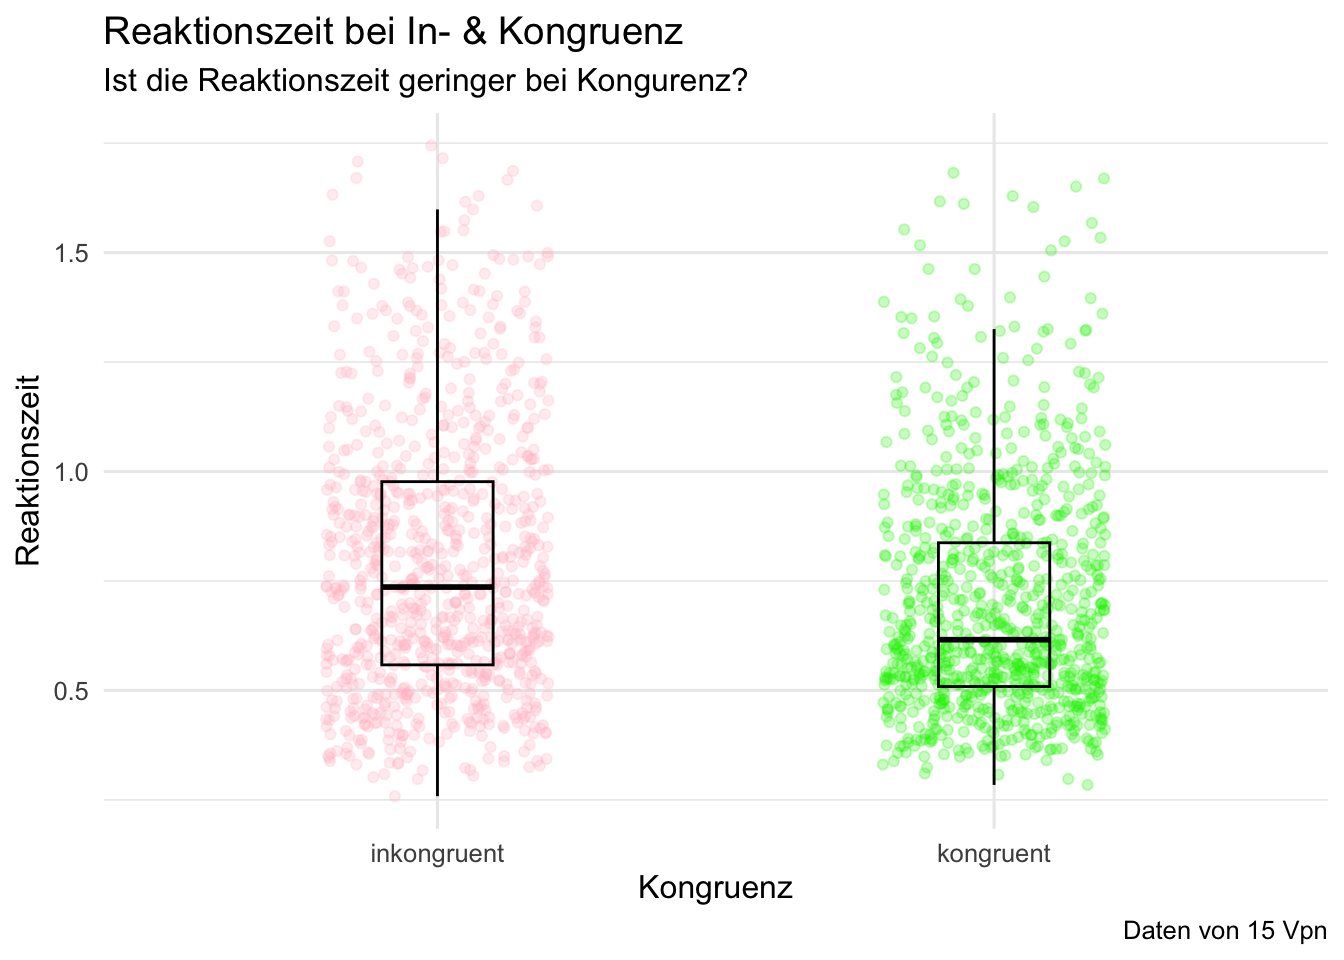 Reaktionszeit bei In- & Kongruenz
Ist die Reaktionszeit geringer bei Kongurenz?
Reaktionszeit
1.5
1.0
0.5
inkongruent
kongruent
Kongruenz
Daten von 15 Vpn